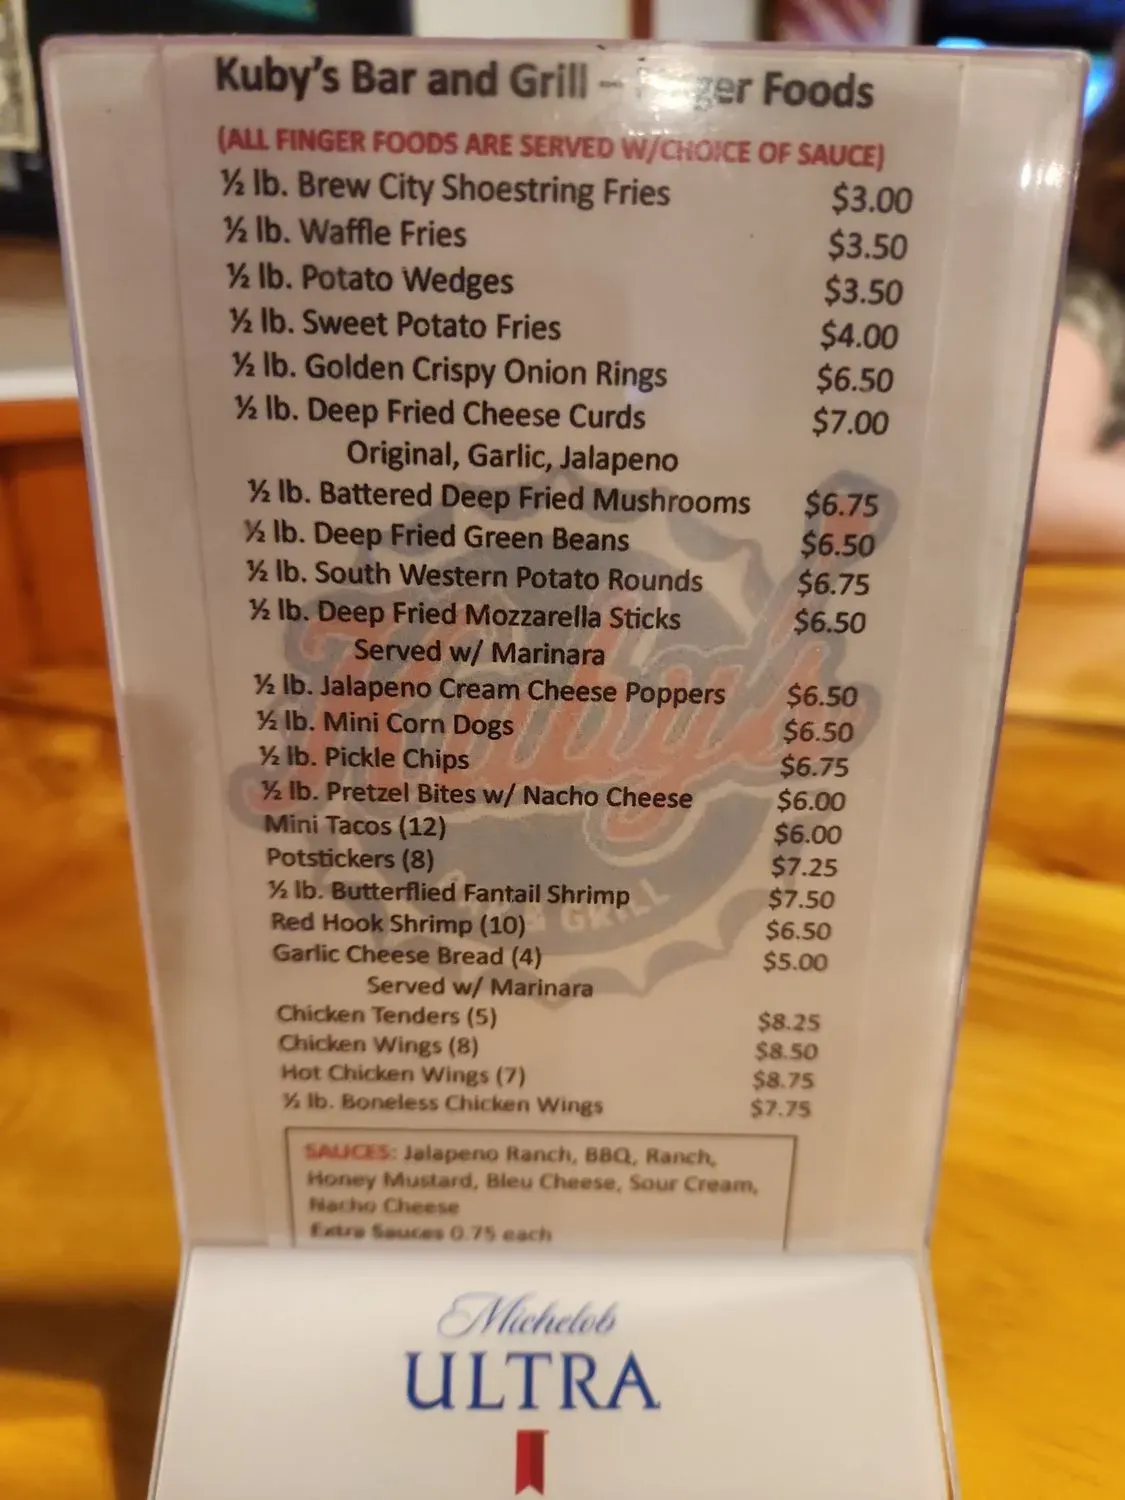 Kuby's Bar and Grill – Finger Foods
(ALL FINGER FOODS ARE SERVED W/CHOICE OF SAUCE)
½ lb. Brew City Shoestring Fries $3.00
½ lb. Waffle Fries $3.50
½ lb. Potato Wedges $3.50
½ lb. Sweet Potato Fries $4.00
½ lb. Golden Crispy Onion Rings $6.50
½ lb. Deep Fried Cheese Curds $7.00
Original, Garlic, Jalapeno
½ lb. Battered Deep Fried Mushrooms $6.75
½ lb. Deep Fried Green Beans $6.50
½ lb. South Western Potato Rounds $6.75
½ lb. Deep Fried Mozzarella Sticks $6.50
Served w/ Marinara
½ lb. Jalapeno Cream Cheese Poppers $6.50
½ lb. Mini Corn Dogs $6.50
½ lb. Pickle Chips $6.75
½ lb. Pretzel Bites w/ Nacho Cheese $6.00
Mini Tacos (12) $6.00
Potstickers (8) $7.25
½ lb. Butterflied Fantail Shrimp $7.50
Red Hook Shrimp (10) $6.50
Garlic Cheese Bread (4) $5.00
Served w/ Marinara
Chicken Tenders (5) $8.25
Chicken Wings (8) $8.50
Hot Chicken Wings (7) $8.75
½ lb. Boneless Chicken Wings $7.75
SAUCES: Jalapeno Ranch, BBQ, Ranch,
Honey Mustard, Bleu Cheese, Sour Cream,
Nacho Cheese
Extra Sauces 0.75 each
Kuby's
GRILL
Michelob
ULTRA